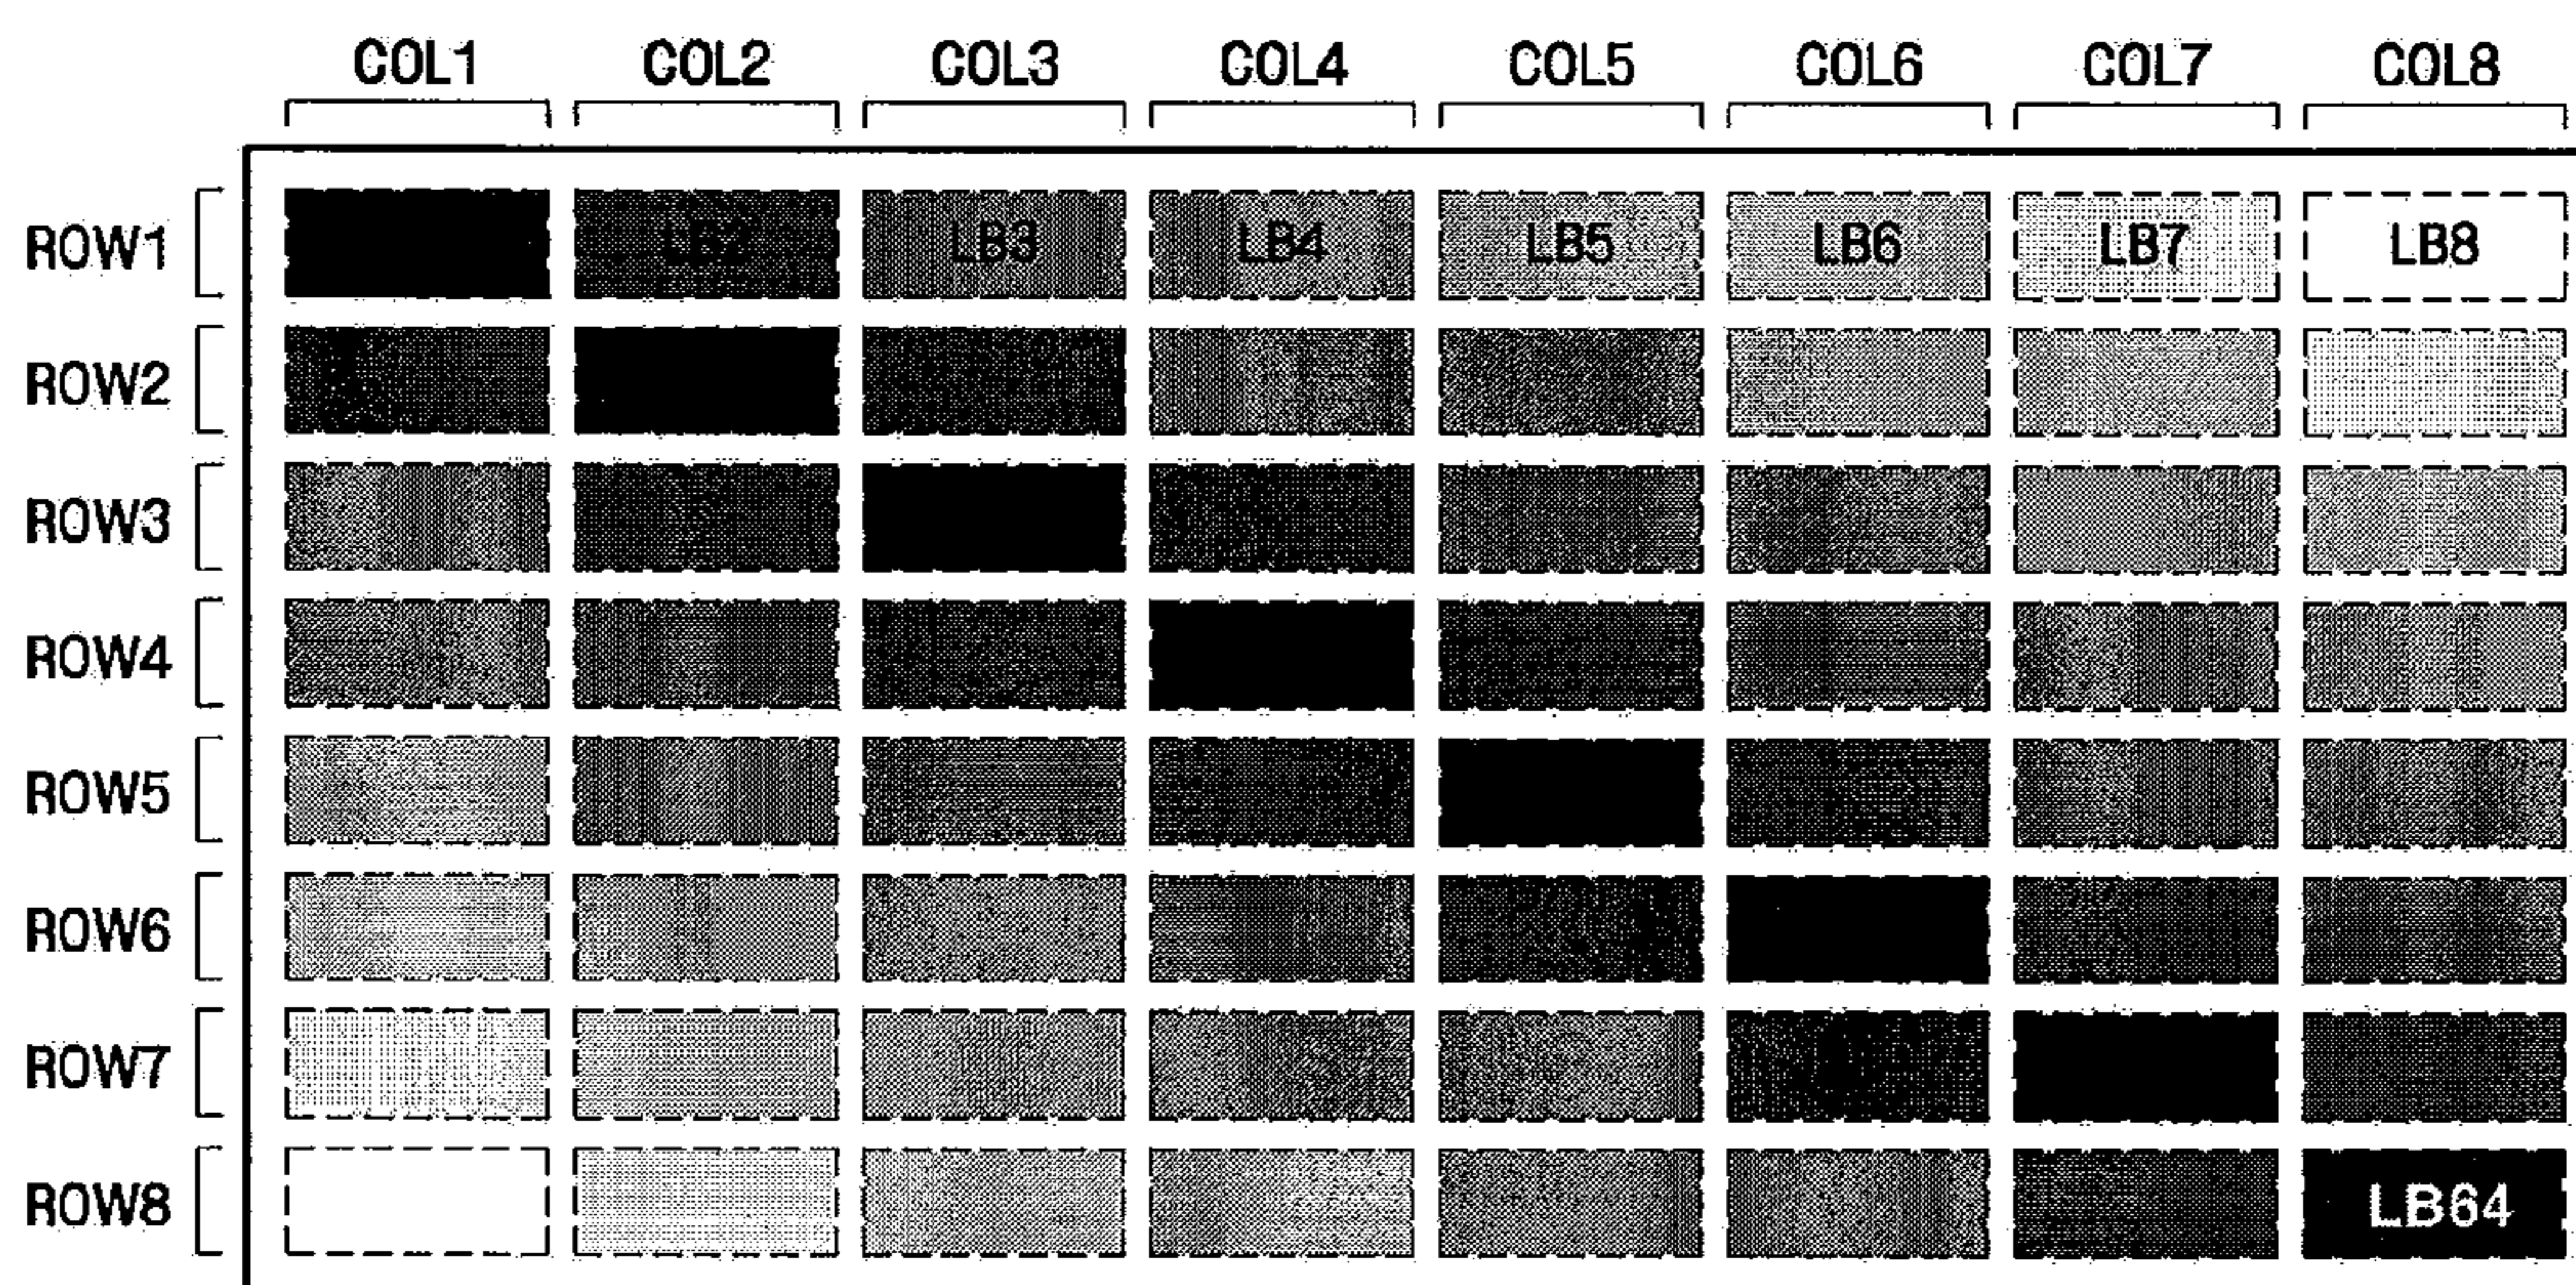 COL1 COL2 COL3 COL4 COL5 COL6 COL7 COL8
ROW1 LB2 LB3 LB4 LB5 LB6 LB7 LB8
ROW2
ROW3
ROW4
ROW5
ROW6
ROW7
ROW8 LB64